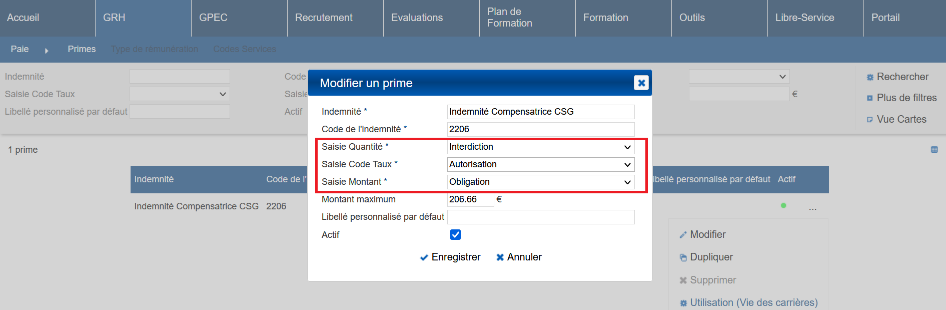 Accueil
GRH
GPEC
Recrutement
Evaluations
Plan de
Formation
Formation
Outils
Libre-Service
Portail
Paie
Primes
Type de rémunération
Codes Services
Indemnité
Code
Rechercher
Saisie Code Taux
Saisie
€
Plus de filtres
Libellé personnalisé par défaut
Actif
Vue Cartes
1 prime
Indemnité
Code de l'
libellé personnalisé par défaut
Actif
Indemnité Compensatrice CSG
2206
...
Modifier
Dupliquer
Supprimer
Utilisation (Vie des carrières)
Modifier un prime
Indemnité *
Indemnité Compensatrice CSG
Code de l'Indemnité *
2206
Saisie Quantité *
Interdiction
Saisie Code Taux *
Autorisation
Saisie Montant *
Obligation
Montant maximum
206.66 €
Libellé personnalisé par défaut
Actif
Enregistrer
Annuler